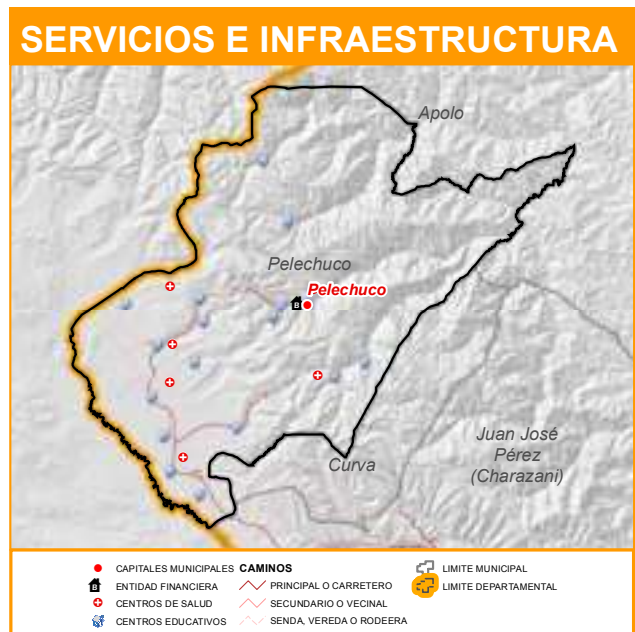 SERVICIOS E INFRAESTRUCTURA
Apolo
Pelechuco
Pelechuco
B
Curva
Juan José
Pérez
(Charazani)
CAPITALES MUNICIPALES
B ENTIDAD FINANCIERA
CENTROS DE SALUD
CENTROS EDUCATIVOS
CAMINOS
PRINCIPAL O CARRETERO
SECUNDARIO O VECINAL
SENDA, VEREDA O RODEERA
LIMITE MUNICIPAL
LIMITE DEPARTAMENTAL